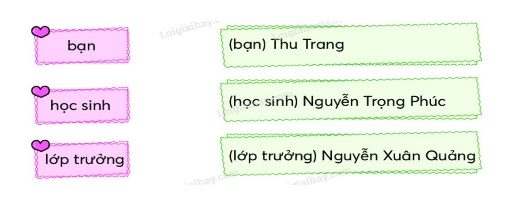 bạn (bạn) Thu Trang
học sinh (học sinh) Nguyễn Trọng Phúc
lớp trưởng (lớp trưởng) Nguyễn Xuân Quảng